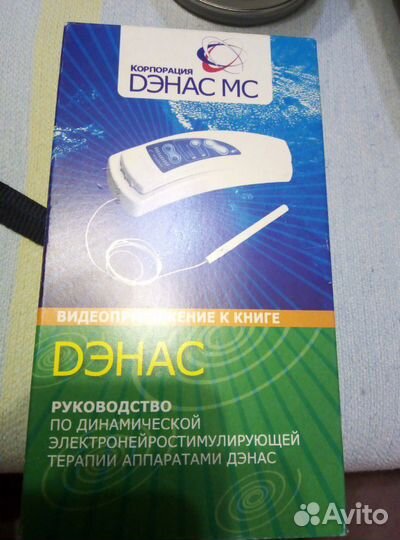 КОРПОРАЦИЯ
DЭНАС МС
ВИДЕОПРИЛОЖЕНИЕ К КНИГЕ
DЭНАС
РУКОВОДСТВО
ПО ДИНАМИЧЕСКОЙ
ЭЛЕКТРОНЕЙРОСТИМУЛИРУЮЩЕЙ
ТЕРАПИИ АППАРАТАМИ ДЭНАС
Avito